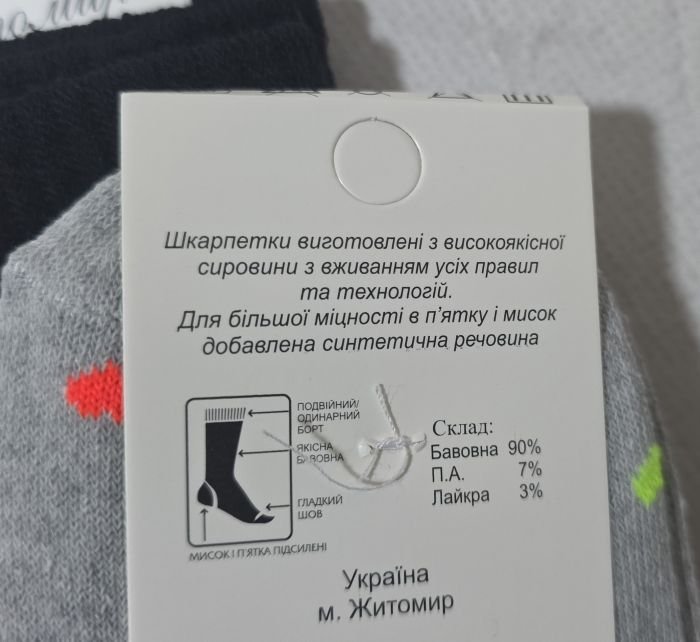 Шкарпетки виготовлені з високоякісної
сировини з вживанням усіх правил
та технологій.
Для більшої міцності в п'ятку і мисок
добавлена синтетична речовина
ПОДВІЙНИЙ/
ОДИНАРНИЙ
БОРТ
ЯКІСНА
БАВОВНА
ГЛАДКИЙ
ШОВ
МИСОК І П'ЯТКА ПІДСИЛЕНІ
Склад:
Бавовна 90%
П.А. 7%
Лайкра 3%
Україна
м. Житомир